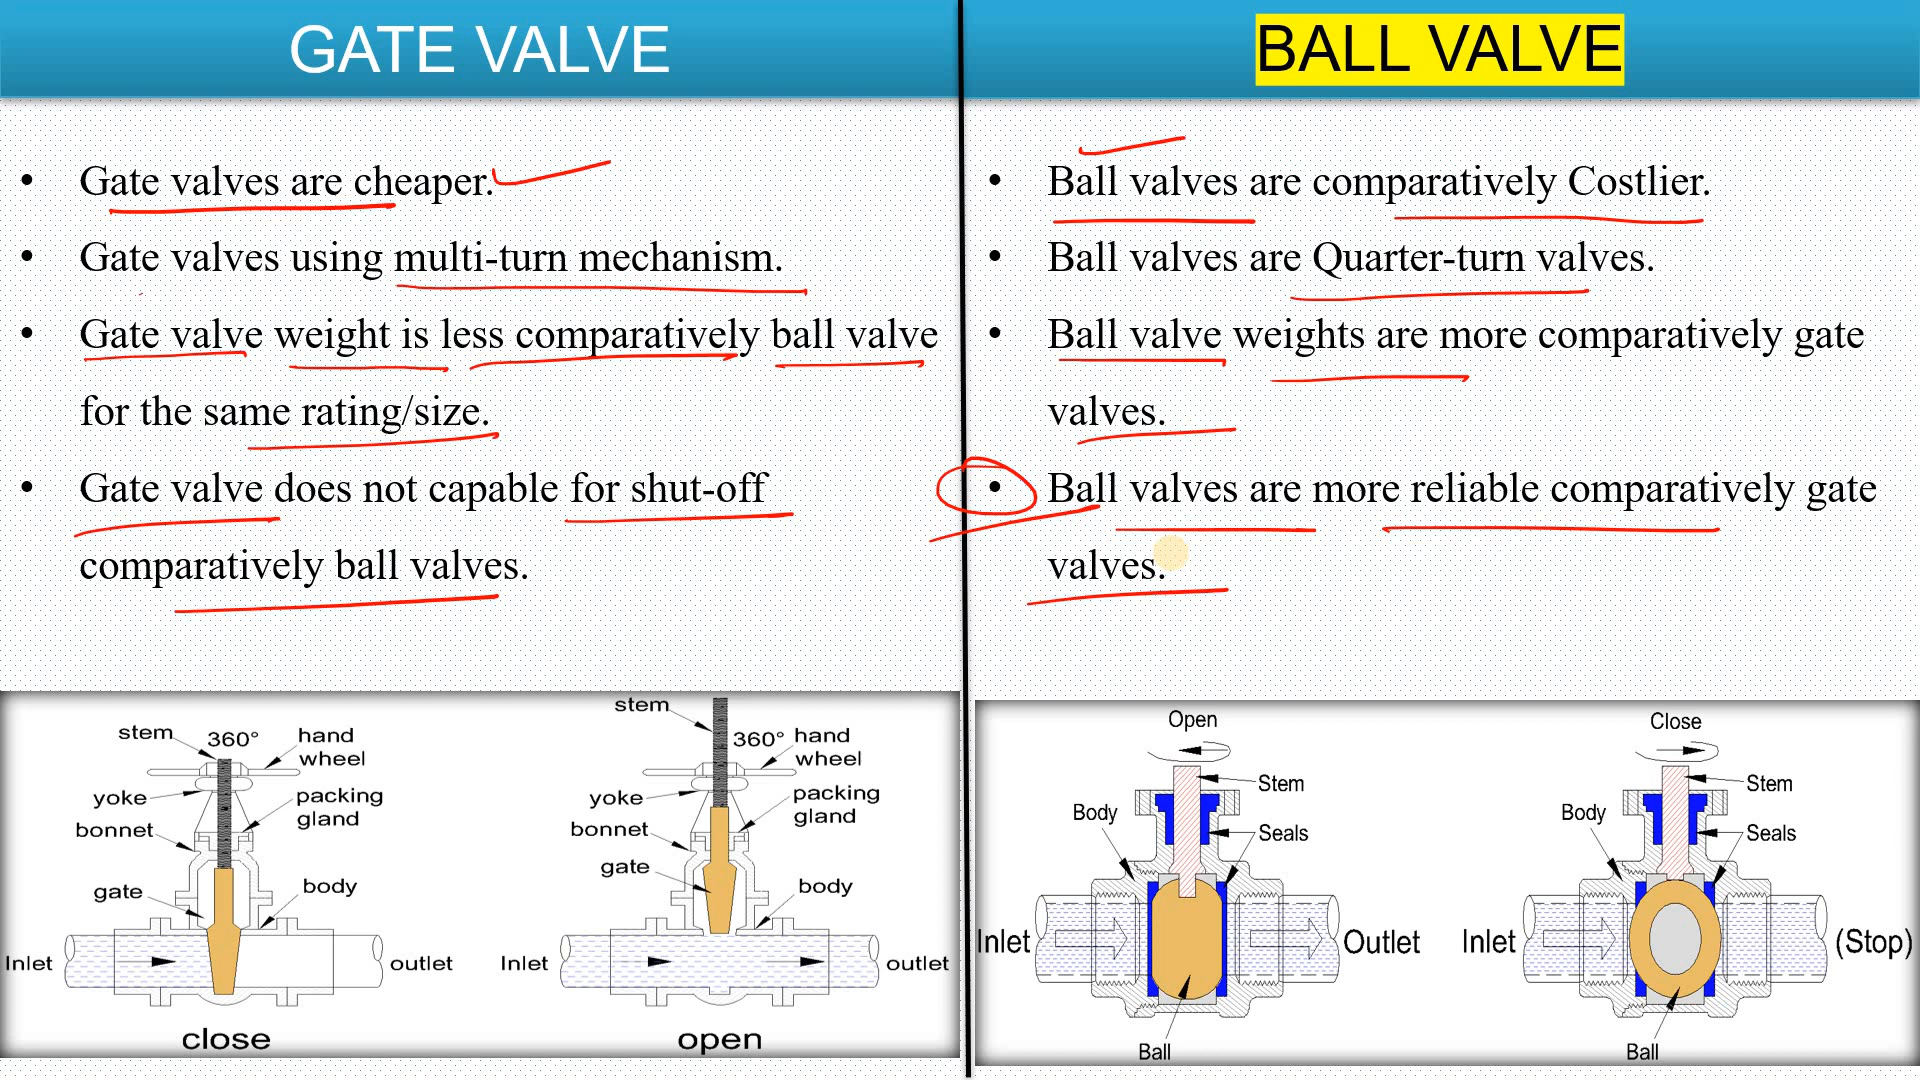 GATE VALVE
• Gate valves are cheaper.
• Gate valves using multi-turn mechanism.
• Gate valve weight is less comparatively ball valve
for the same rating/size.
• Gate valve does not capable for shut-off
comparatively ball valves.
BALL VALVE
• Ball valves are comparatively Costlier.
• Ball valves are Quarter-turn valves.
• Ball valve weights are more comparatively gate
valves.
• Ball valves are more reliable comparatively gate
valves.
stem
360°
hand
wheel
yoke
packing
gland
bonnet
gate
body
Inlet
outlet
close
stem
360°
hand
wheel
yoke
packing
gland
bonnet
gate
body
Inlet
outlet
open
Open
Stem
Body
Seals
Inlet
Outlet
Ball
Close
Stem
Body
Seals
Inlet
(Stop)
Ball